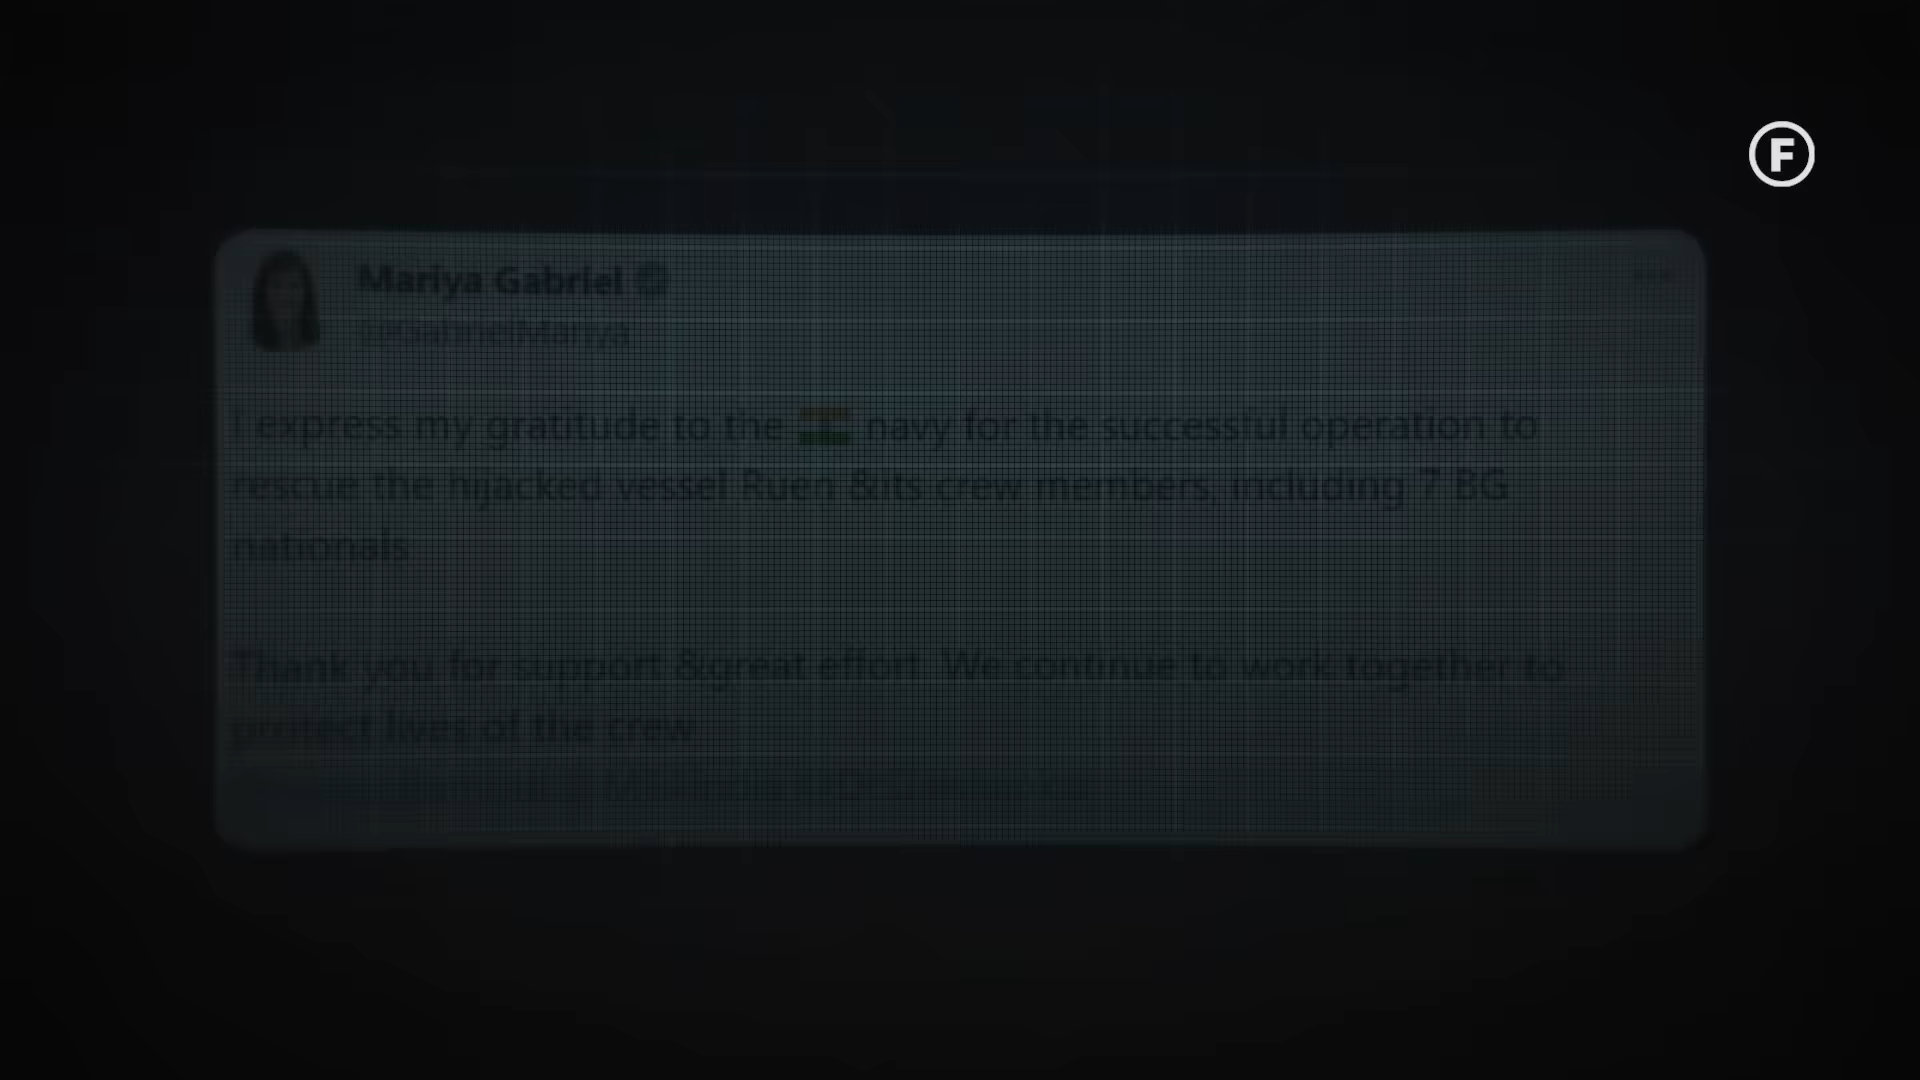 F
Mariya Gabriel
@GabrielMariya
I express my gratitude to the 🇮🇳 navy for the successful operation to
rescue the hijacked vessel Ruen &its crew members, including 7 BG
nationals
Thank you for support &great effort. We continue to work together to
protect lives of the crew